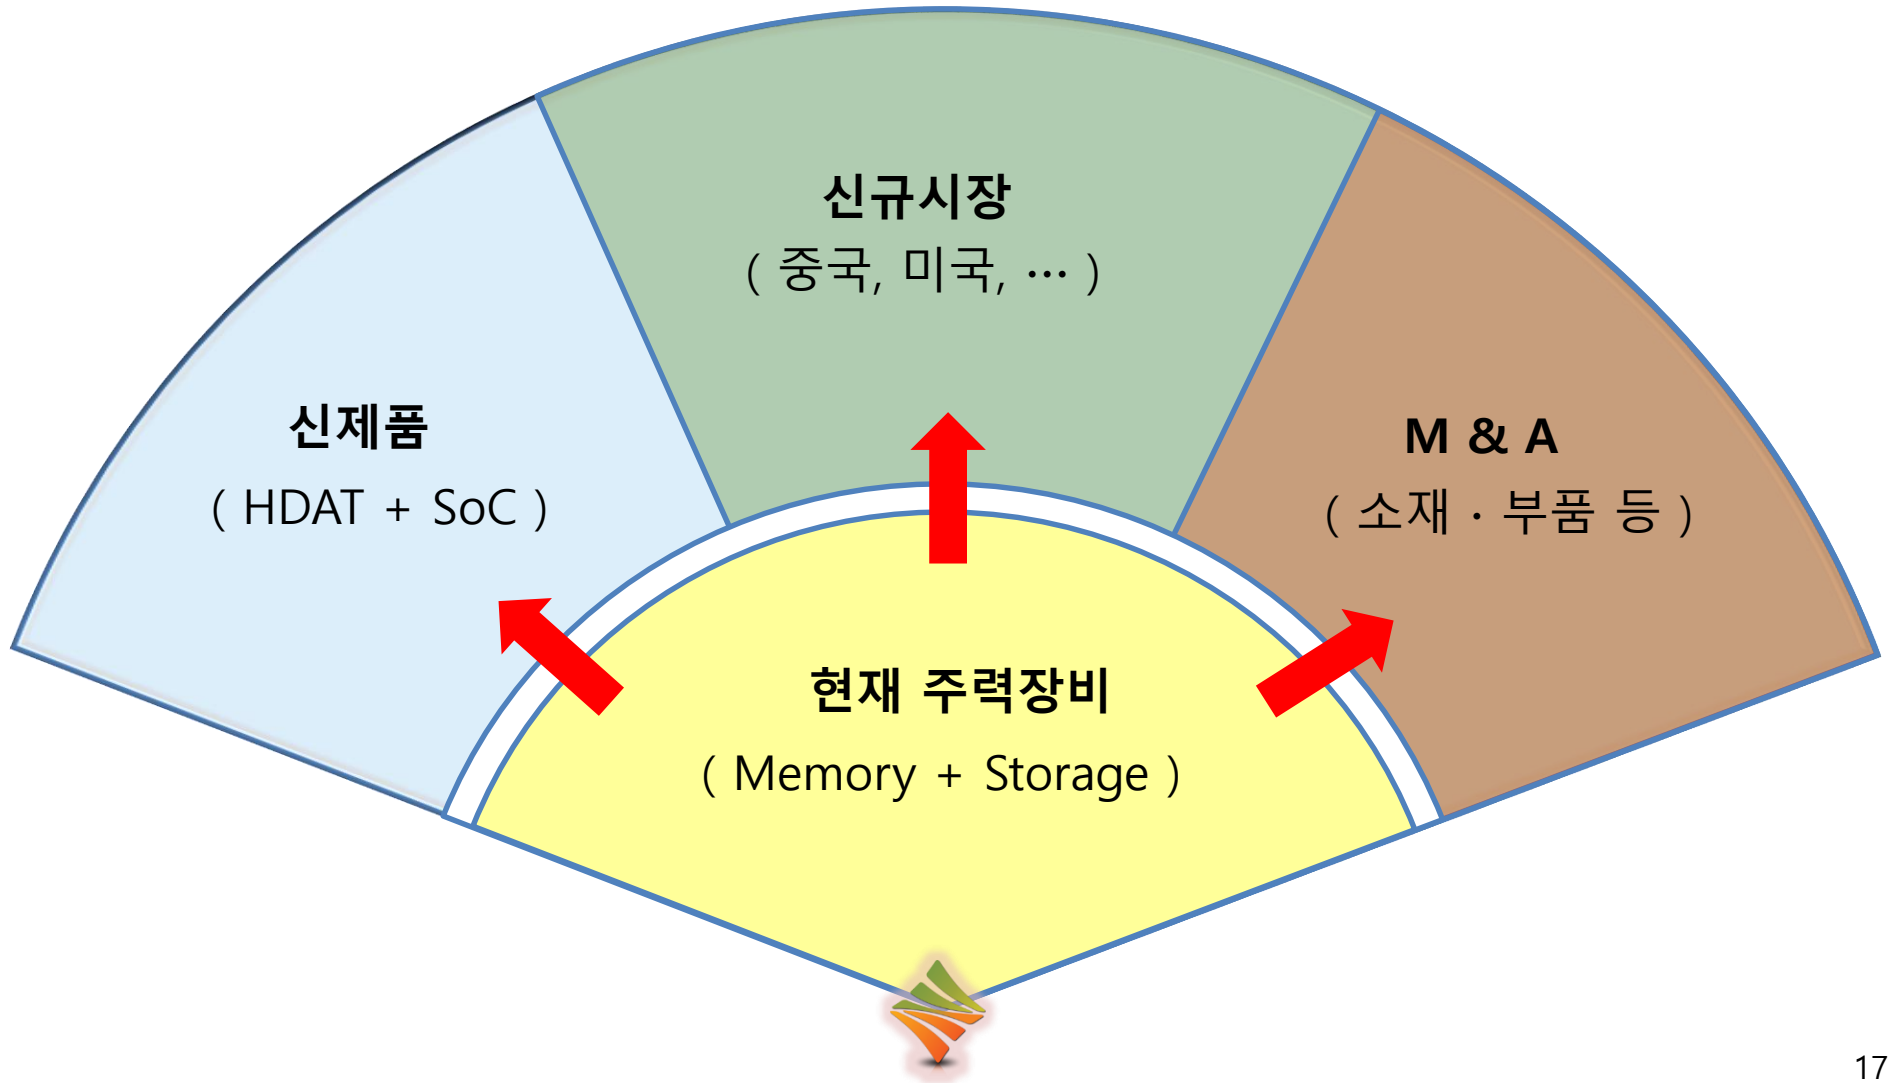 신규시장
( 중국, 미국, ··· )
신제품
( HDAT + SoC )
M & A
( 소재 · 부품 등 )
현재 주력장비
( Memory + Storage )
17